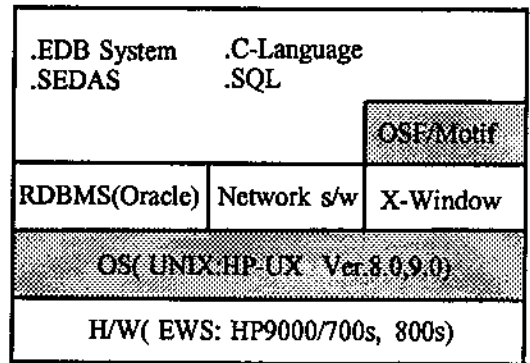 .EDB System .C-Language
.SEDAS .SQL
OSF/Motif
RDBMS(Oracle) Network s/w X-Window
OS( UNIX:HP-UX Ver.8.0,9.0)
H/W( EWS: HP9000/700s, 800s)